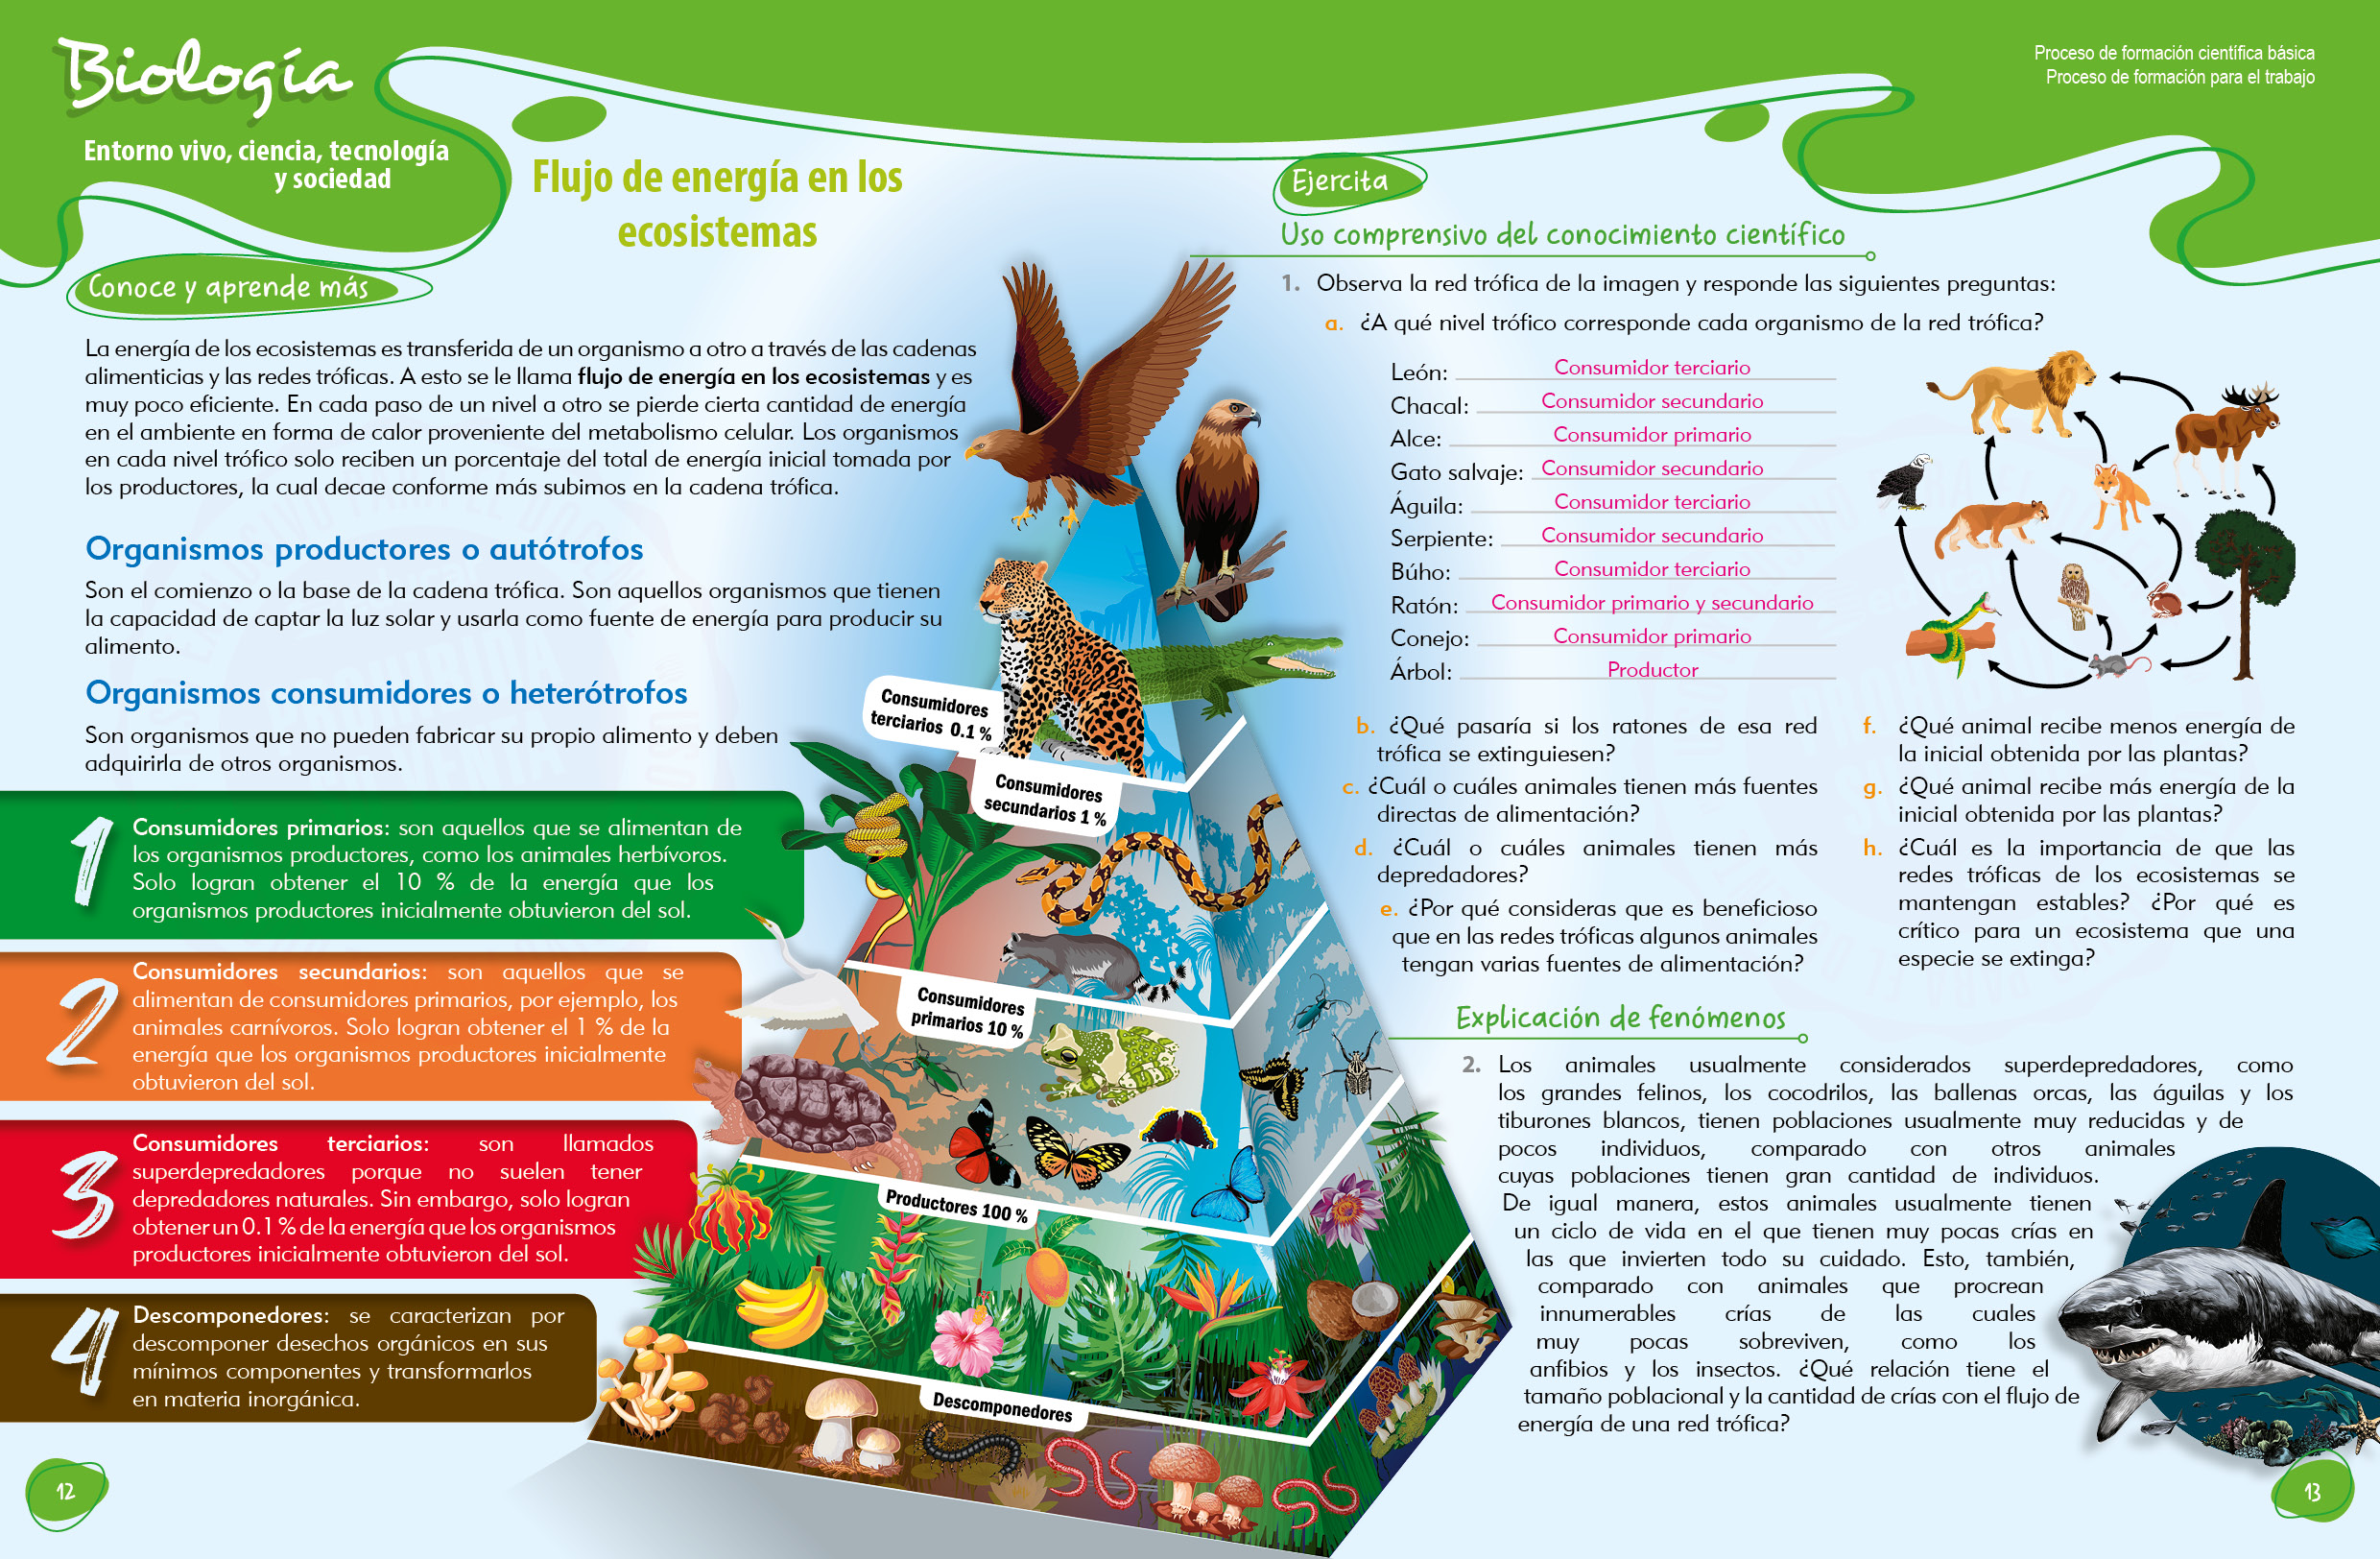 Biología
Entorno vivo, ciencia, tecnología
y sociedad
Flujo de energía en los
ecosistemas
Conoce y aprende más
La energía de los ecosistemas es transferida de un organismo a otro a través de las cadenas
alimenticias y las redes tróficas. A esto se le llama flujo de energía en los ecosistemas y es
muy poco eficiente. En cada paso de un nivel a otro se pierde cierta cantidad de energía
en el ambiente en forma de calor proveniente del metabolismo celular. Los organismos
en cada nivel trófico solo reciben un porcentaje del total de energía inicial tomada por
los productores, la cual decae conforme más subimos en la cadena trófica.
Organismos productores o autótrofos
Son el comienzo o la base de la cadena trófica. Son aquellos organismos que tienen
la capacidad de captar la luz solar y usarla como fuente de energía para producir su
alimento.
Organismos consumidores o heterótrofos
Son organismos que no pueden fabricar su propio alimento y deben
adquirirla de otros organismos.
1
Consumidores primarios: son aquellos que se alimentan de
los organismos productores, como los animales herbívoros.
Solo logran obtener el 10 % de la energía que los
organismos productores inicialmente obtuvieron del sol.
2
Consumidores secundarios: son aquellos que se
alimentan de consumidores primarios, por ejemplo, los
animales carnívoros. Solo logran obtener el 1 % de la
energía que los organismos productores inicialmente
obtuvieron del sol.
3
Consumidores terciarios: son llamados
superdepredadores porque no suelen tener
depredadores naturales. Sin embargo, solo logran
obtener un 0.1 % de la energía que los organismos
productores inicialmente obtuvieron del sol.
4
Descomponedores: se caracterizan por
descomponer desechos orgánicos en sus
mínimos componentes y transformarlos
en materia inorgánica.
Consumidores
terciarios 0.1 %
Consumidores
secundarios 1 %
Consumidores
primarios 10 %
Productores 100 %
Descomponedores
12
Proceso de formación científica básica
Proceso de formación para el trabajo
Ejercita
Uso comprensivo del conocimiento científico
1. Observa la red trófica de la imagen y responde las siguientes preguntas:
a. ¿A qué nivel trófico corresponde cada organismo de la red trófica?
León: Consumidor terciario
Chacal: Consumidor secundario
Alce: Consumidor primario
Gato salvaje: Consumidor secundario
Águila: Consumidor terciario
Serpiente: Consumidor secundario
Búho: Consumidor terciario
Ratón: Consumidor primario y secundario
Conejo: Consumidor primario
Árbol: Productor
b. ¿Qué pasaría si los ratones de esa red
trófica se extinguiesen?
c. ¿Cuál o cuáles animales tienen más fuentes
directas de alimentación?
d. ¿Cuál o cuáles animales tienen más
depredadores?
e. ¿Por qué consideras que es beneficioso
que en las redes tróficas algunos animales
tengan varias fuentes de alimentación?
f. ¿Qué animal recibe menos energía de
la inicial obtenida por las plantas?
g. ¿Qué animal recibe más energía de la
inicial obtenida por las plantas?
h. ¿Cuál es la importancia de que las
redes tróficas de los ecosistemas se
mantengan estables? ¿Por qué es
crítico para un ecosistema que una
especie se extinga?
Explicación de fenómenos
2. Los animales usualmente considerados superdepredadores, como
los grandes felinos, los cocodrilos, las ballenas orcas, las águilas y los
tiburones blancos, tienen poblaciones usualmente muy reducidas y de
pocos individuos, comparado con otros animales
cuyas poblaciones tienen gran cantidad de individuos.
De igual manera, estos animales usualmente tienen
un ciclo de vida en el que tienen muy pocas crías en
las que invierten todo su cuidado. Esto, también,
comparado con animales que procrean
innumerables crías de las cuales
muy pocas sobreviven, como los
anfibios y los insectos. ¿Qué relación tiene el
tamaño poblacional y la cantidad de crías con el flujo de
energía de una red trófica?
13